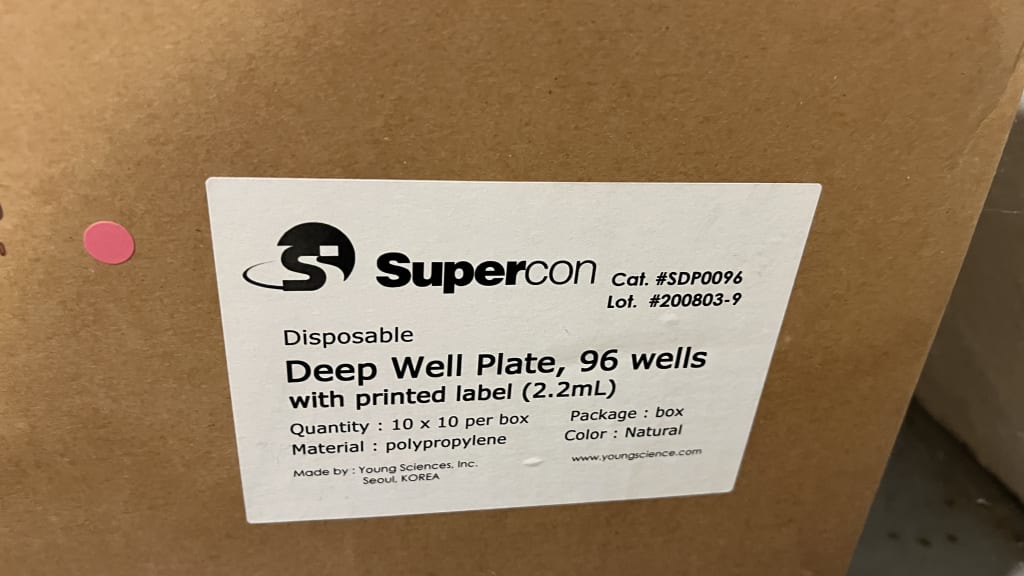 Supercon
Cat. #SDP0096
Lot. #200803-9
Disposable
Deep Well Plate, 96 wells
with printed label (2.2mL)
Quantity : 10 x 10 per box
Package : box
Material : polypropylene
Color : Natural
Made by : Young Sciences, Inc.
Seoul, KOREA
www.youngscience.com